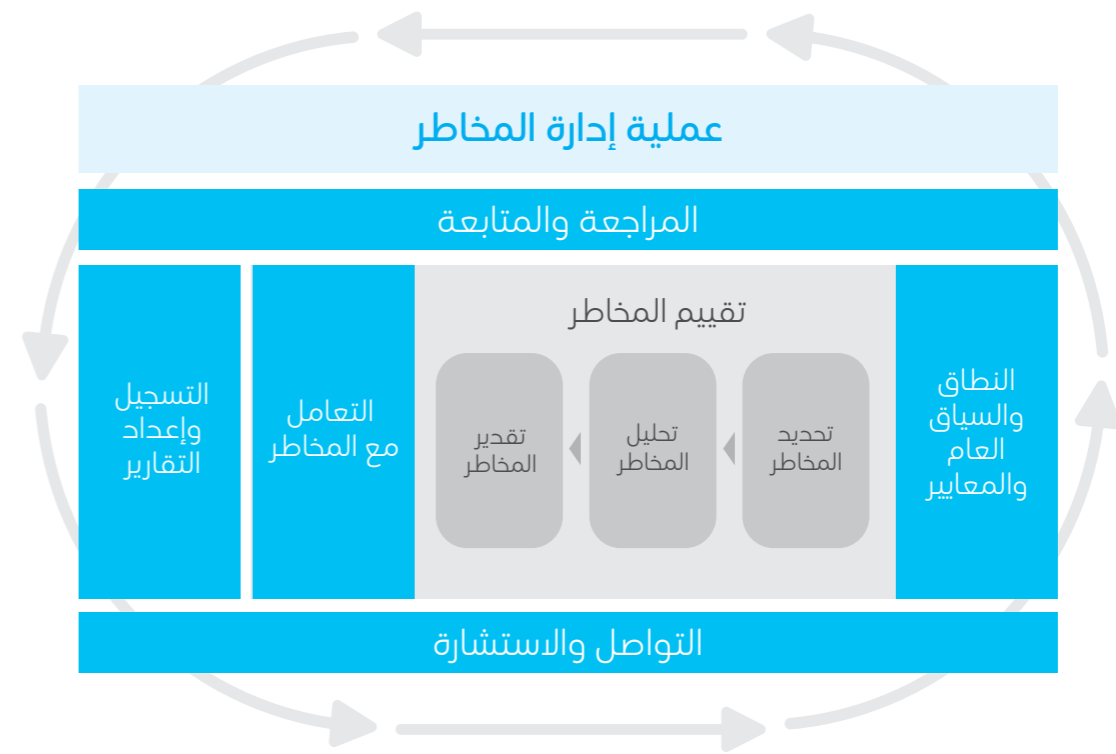 عملية إدارة المخاطر
المراجعة والمتابعة
النطاق
والسياق
العام
والمعايير
تقييم المخاطر
تحديد
المخاطر
تحليل
المخاطر
تقدير
المخاطر
التعامل
مع المخاطر
التسجيل
وإعداد
التقارير
التواصل والاستشارة